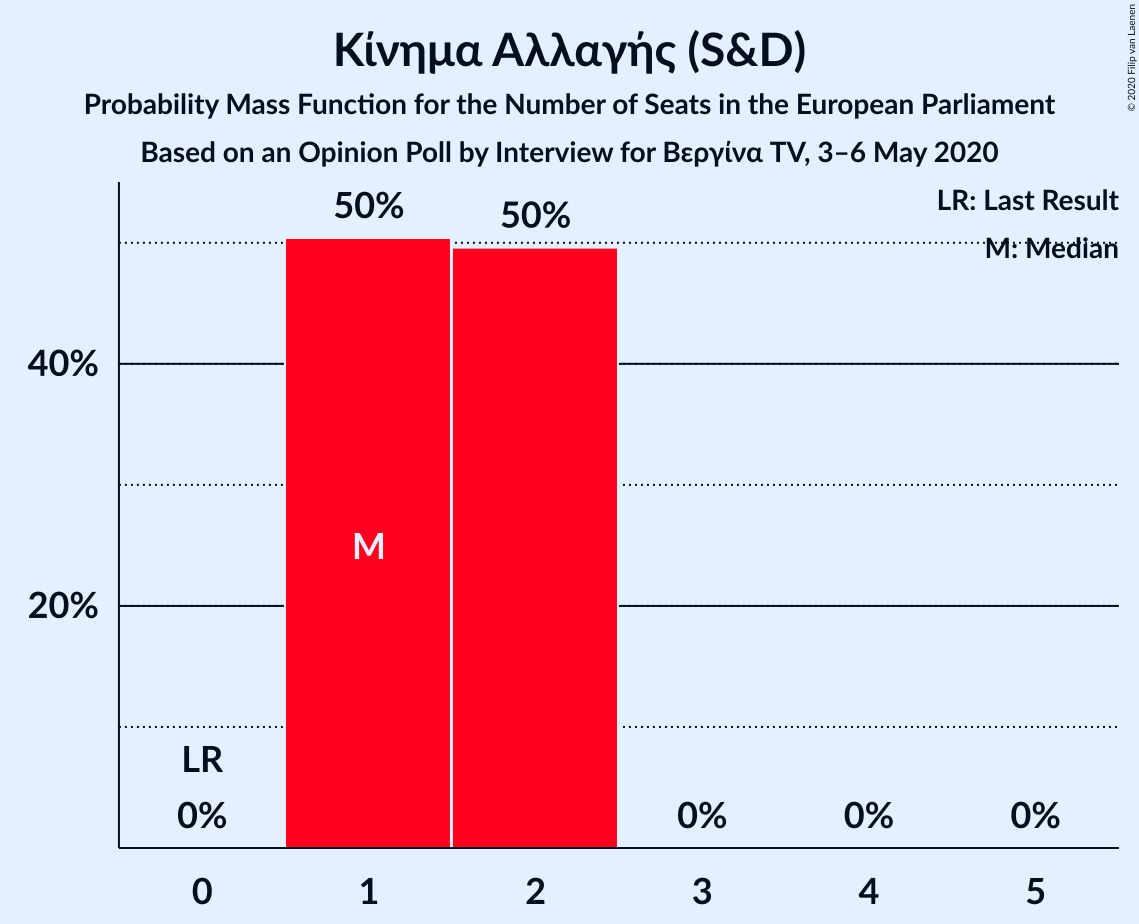 Κίνημα Αλλαγής (S&D)
Probability Mass Function for the Number of Seats in the European Parliament
Based on an Opinion Poll by Interview for Βεργίνα TV, 3–6 May 2020
© 2020 Filip van Laenen
LR: Last Result
M: Median
50%
50%
40%
20%
M
LR
0%
0%
0%
0%
0 1 2 3 4 5